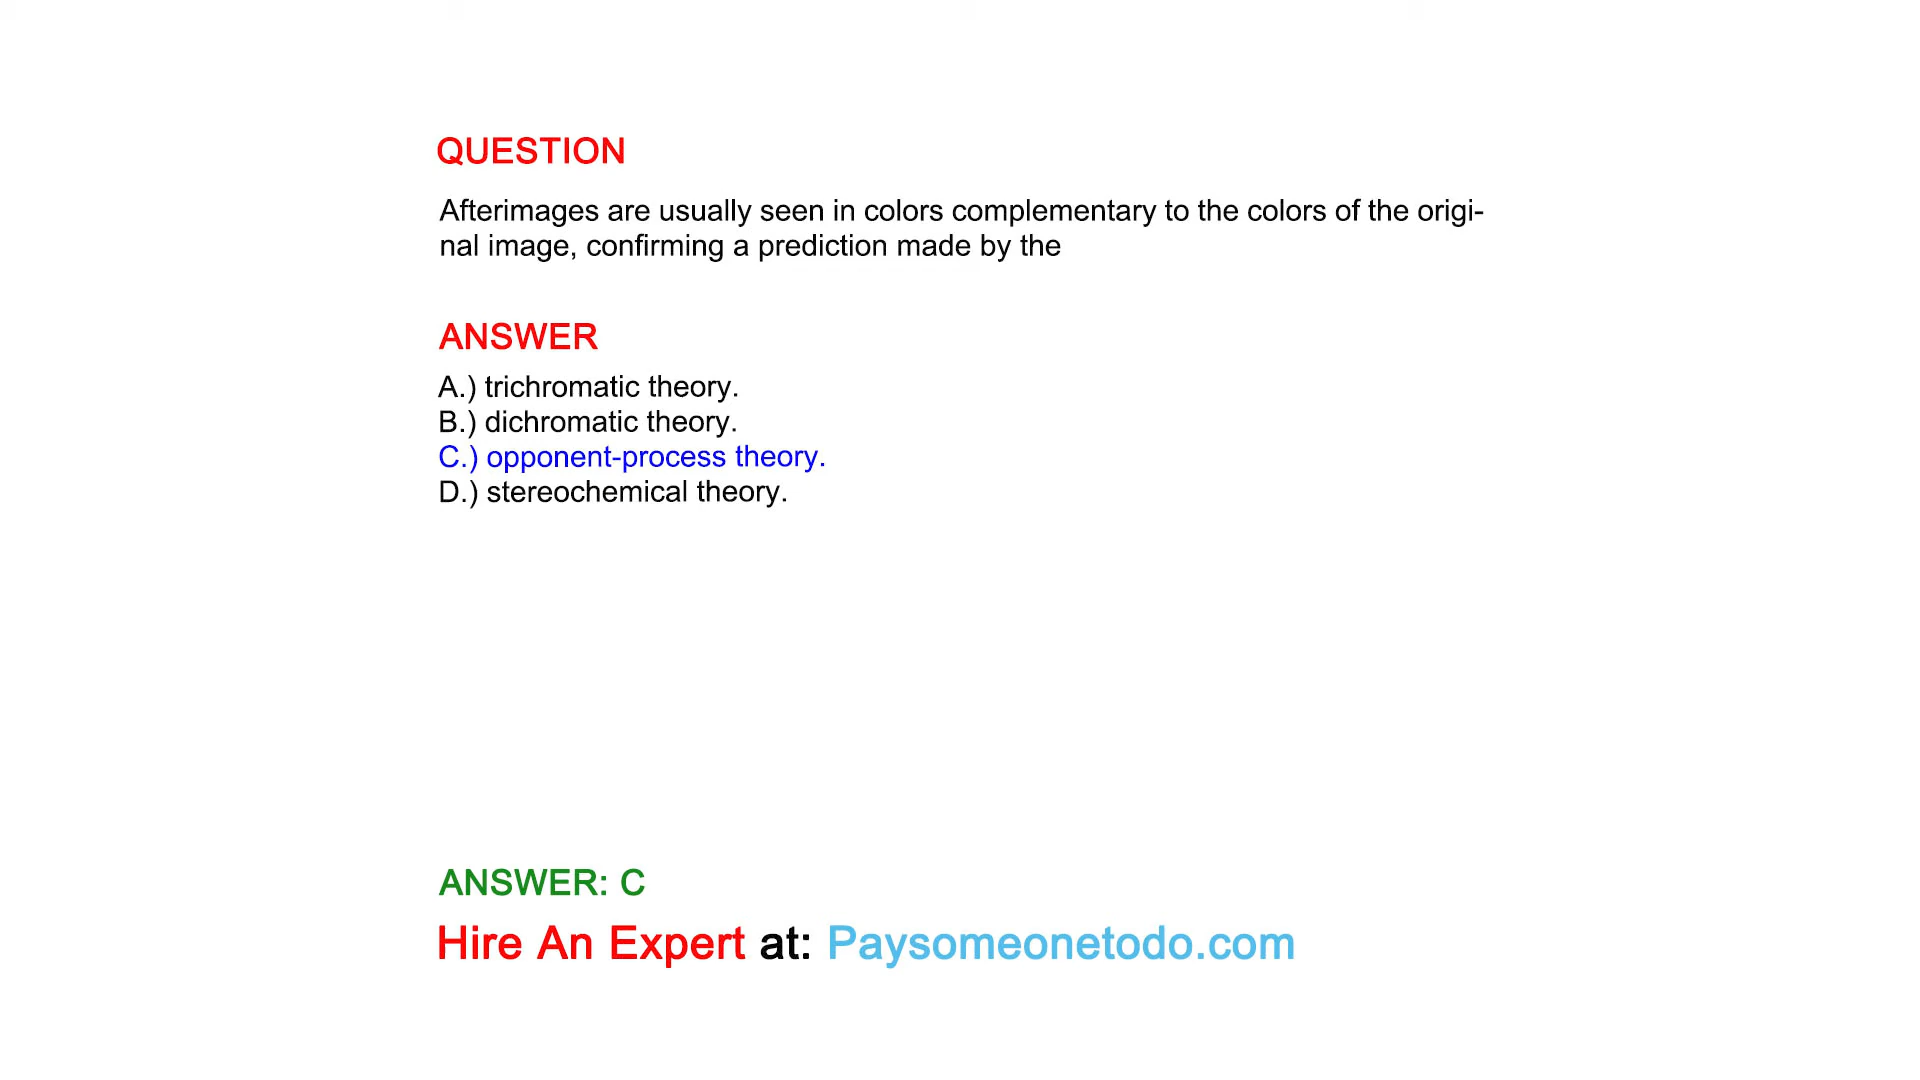 QUESTION
Afterimages are usually seen in colors complementary to the colors of the origi-
nal image, confirming a prediction made by the
ANSWER
A.) trichromatic theory.
B.) dichromatic theory.
C.) opponent-process theory.
D.) stereochemical theory.
ANSWER: C
Hire An Expert at: Paysomeonetodo.com